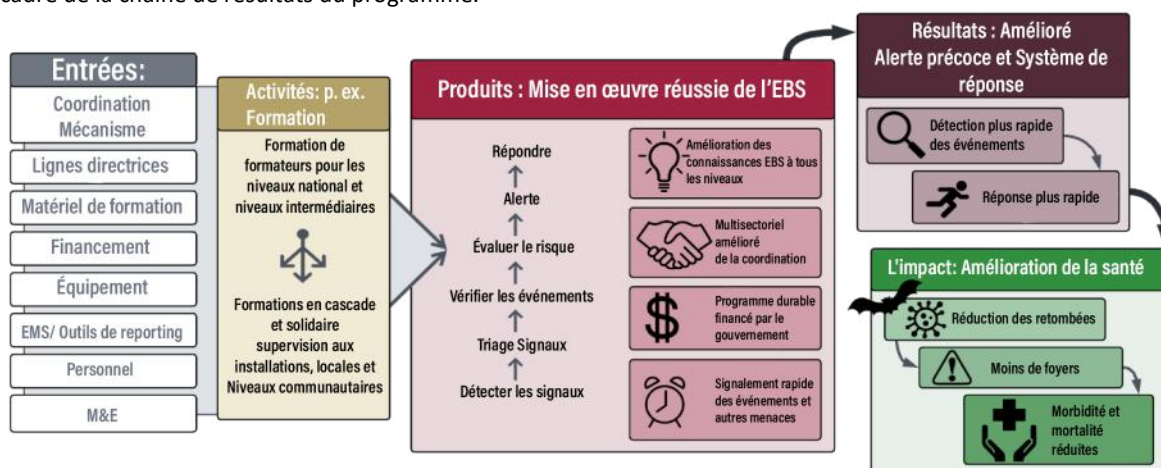 cadre de la chaîne de résultats du programme.
Entrées:
Coordination
Mécanisme
Lignes directrices
Matériel de formation
Financement
Équipement
EMS/ Outils de reporting
Personnel
M&E
Activités: p. ex.
Formation
Formation de
formateurs pour les
niveaux national et
niveaux intermédiaires
Formations en cascade
et solidaire
supervision aux
installations, locales et
Niveaux communautaires
Produits : Mise en œuvre réussie de l'EBS
Répondre
Alerte
Évaluer le risque
Vérifier les événements
Triage Signaux
Détecter les signaux
Amélioration des
connaissances EBS à tous
les niveaux
Multisectoriel
amélioré
de la coordination
Programme durable
financé par le
gouvernement
Signalement rapide
des événements et
autres menaces
Résultats : Amélioré
Alerte précoce et Système de
réponse
Détection plus rapide
des événements
Réponse plus rapide
L'impact: Amélioration de la santé
Réduction des retombées
Moins de foyers
Morbidité et
mortalité
réduites